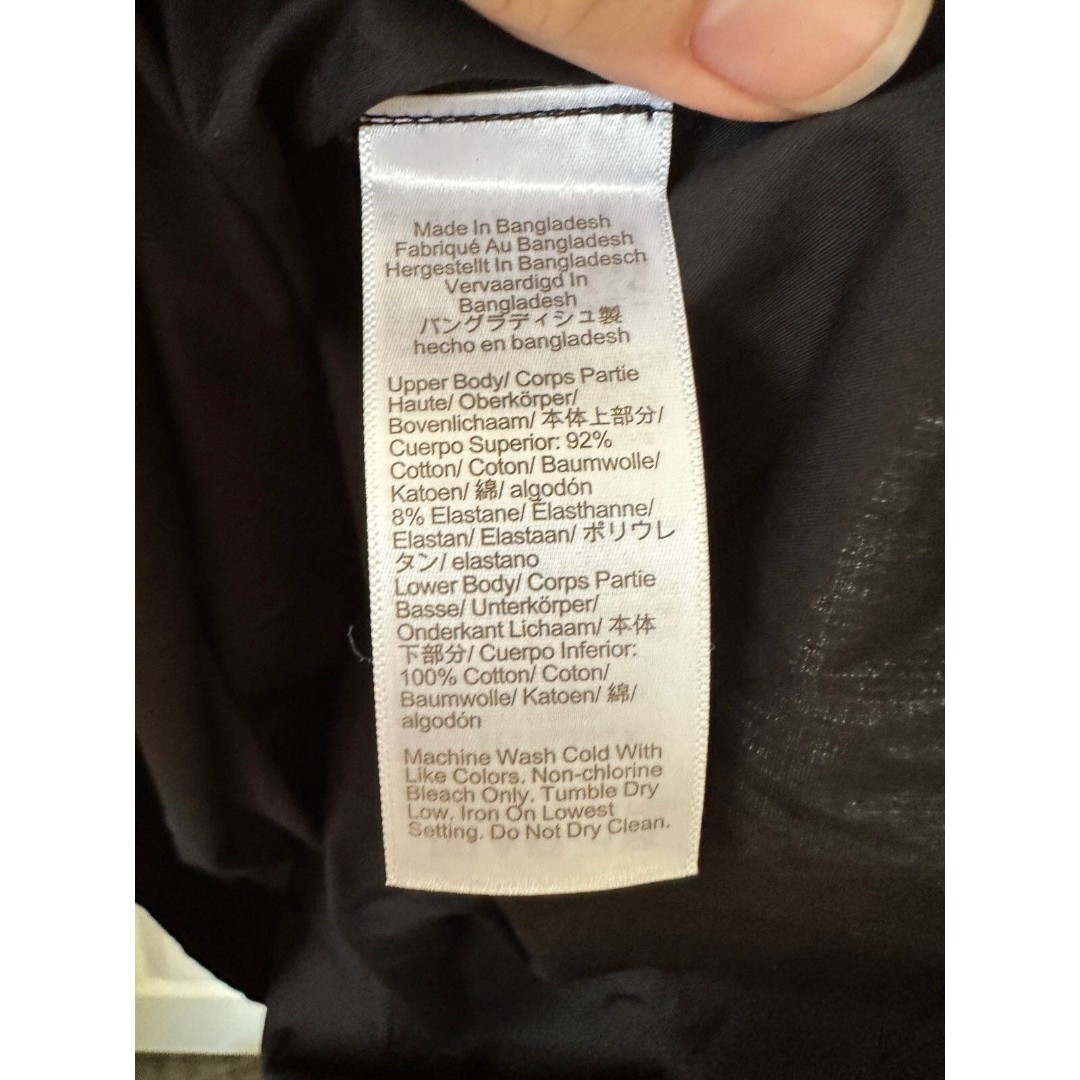 Made In Bangladesh
Fabriqué Au Bangladesh
Hergestellt In Bangladesch
Vervaardigd In
Bangladesh
バングラディシュ製
hecho en bangladesh
Upper Body/ Corps Partie
Haute/ Oberkörper/
Bovenlichaam/ 本体上部分/
Cuerpo Superior: 92%
Cotton/ Coton/ Baumwolle/
Katoen/ 綿/ algodón
8% Elastane/ Élasthanne/
Elastan/ Elastaan/ ポリウレ
タン/ elastano
Lower Body/ Corps Partie
Basse/ Unterkörper/
Onderkant Lichaam/ 本体
下部分/ Cuerpo Inferior:
100% Cotton/ Coton/
Baumwolle/ Katoen/ 綿/
algodón
Machine Wash Cold With
Like Colors. Non-chlorine
Bleach Only. Tumble Dry
Low. Iron On Lowest
Setting. Do Not Dry Clean.